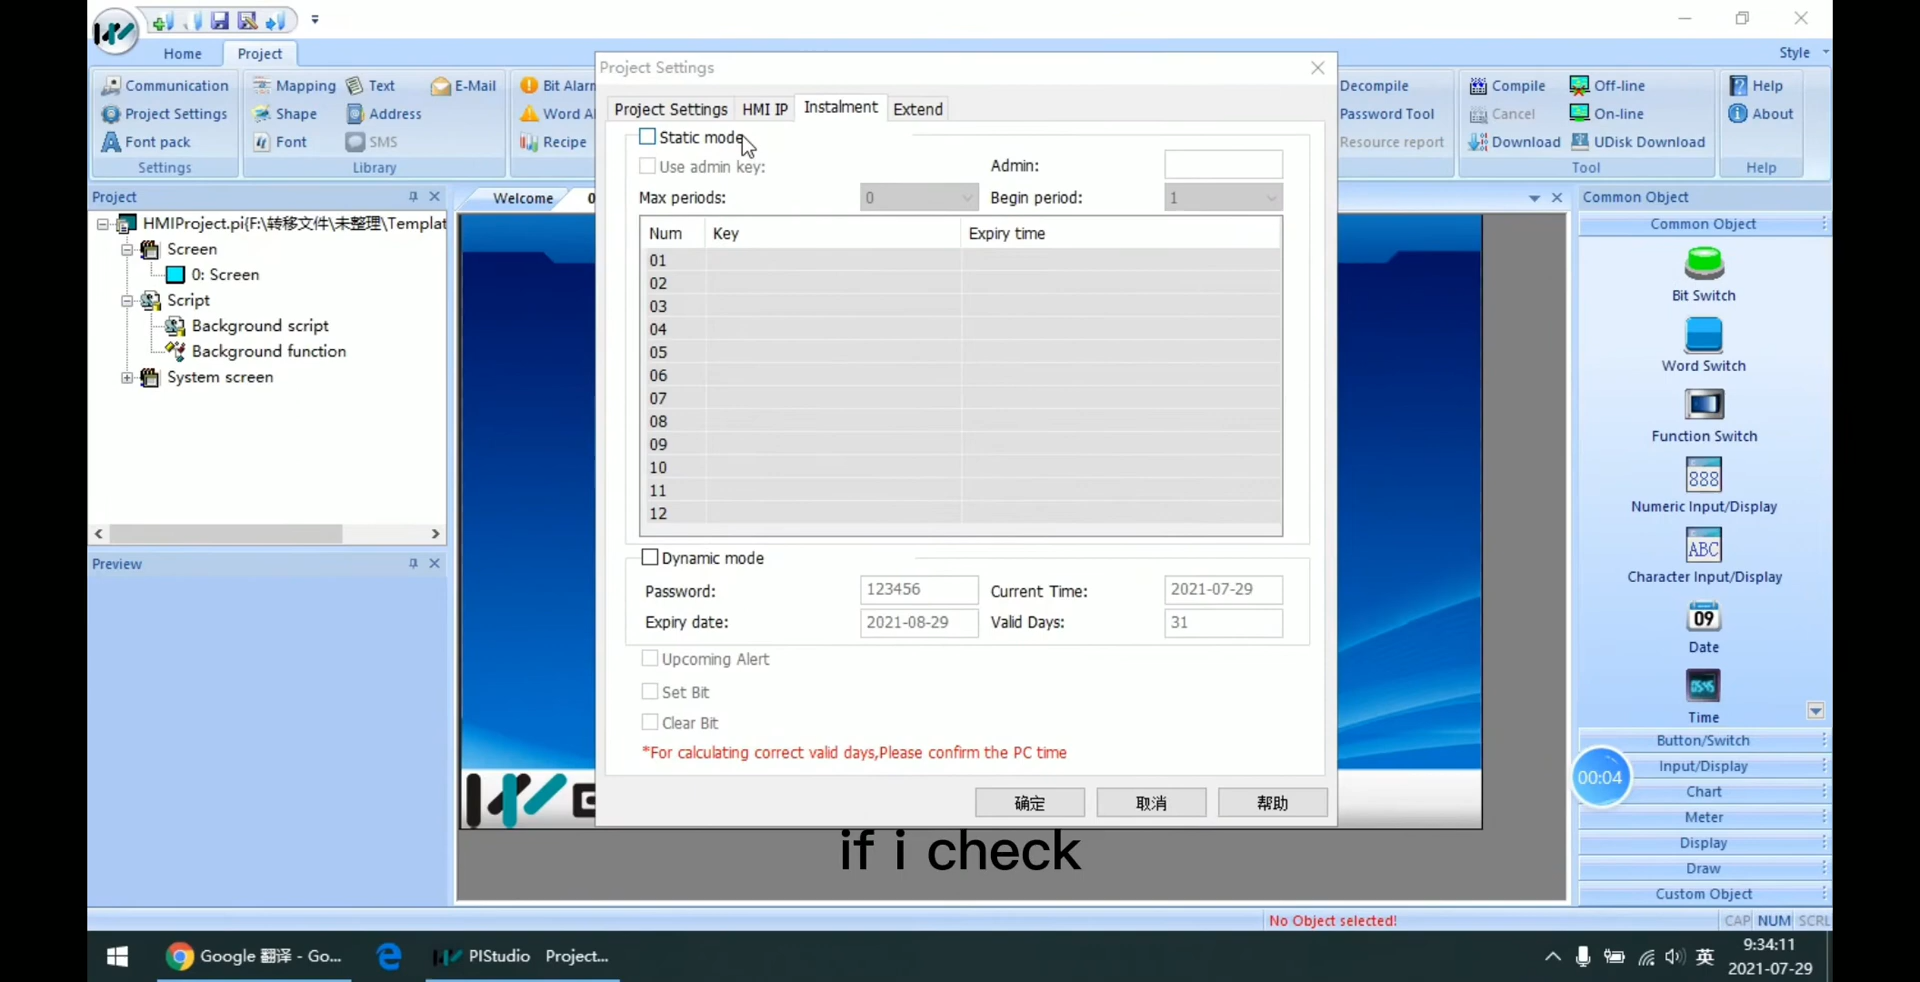 Home
Project
Style
Communication
Project Settings
Font pack
Settings
Mapping
Text
E-Mail
Shape
Address
Font
SMS
Library
Bit Alarm
Word A
Recipe
Decompile
Password Tool
Resource report
Compile
Off-line
Cancel
On-line
Download
UDisk Download
Tool
Help
About
Help
Project
HMIProject.pi{F:\转移文件\未整理\Templat
Screen
0: Screen
Script
Background script
Background function
System screen
Preview
Welcome
0
Project Settings
Project Settings
HMI IP
Instalment
Extend
Static mode
Use admin key:
Admin:
Max periods:
0
Begin period:
1
Num
Key
Expiry time
01
02
03
04
05
06
07
08
09
10
11
12
Dynamic mode
Password:
123456
Current Time:
2021-07-29
Expiry date:
2021-08-29
Valid Days:
31
Upcoming Alert
Set Bit
Clear Bit
*For calculating correct valid days,Please confirm the PC time
确定
取消
帮助
if i check
Common Object
Common Object
Bit Switch
Word Switch
Function Switch
888
Numeric Input/Display
ABC
Character Input/Display
09
Date
05:45
Time
Button/Switch
00:04
Input/Display
Chart
Meter
Display
Draw
Custom Object
No Object selected!
CAP
NUM
SCRL
Google 翻译 - Go...
PIStudio
Project...
英
9:34:11
2021-07-29